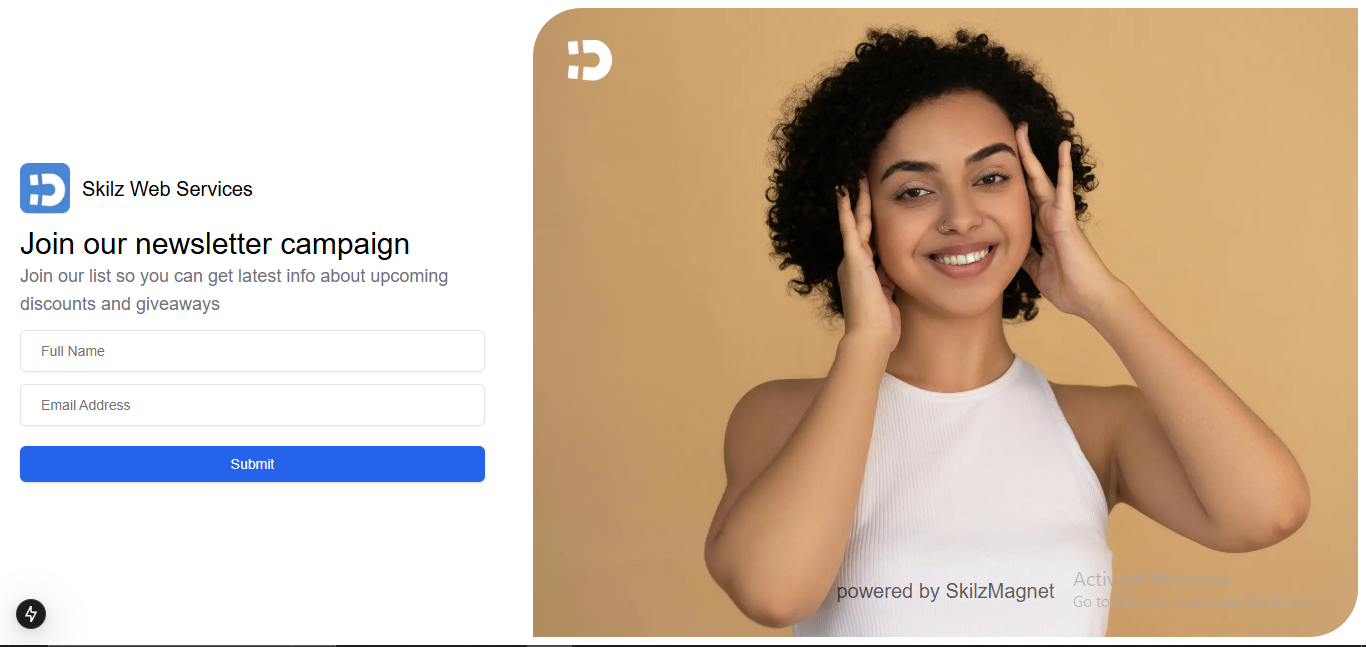 Skilz Web Services
Join our newsletter campaign
Join our list so you can get latest info about upcoming
discounts and giveaways
Full Name
Email Address
Submit
powered by SkilzMagnet
Activate Windows
Go to Settings to activate Windows.